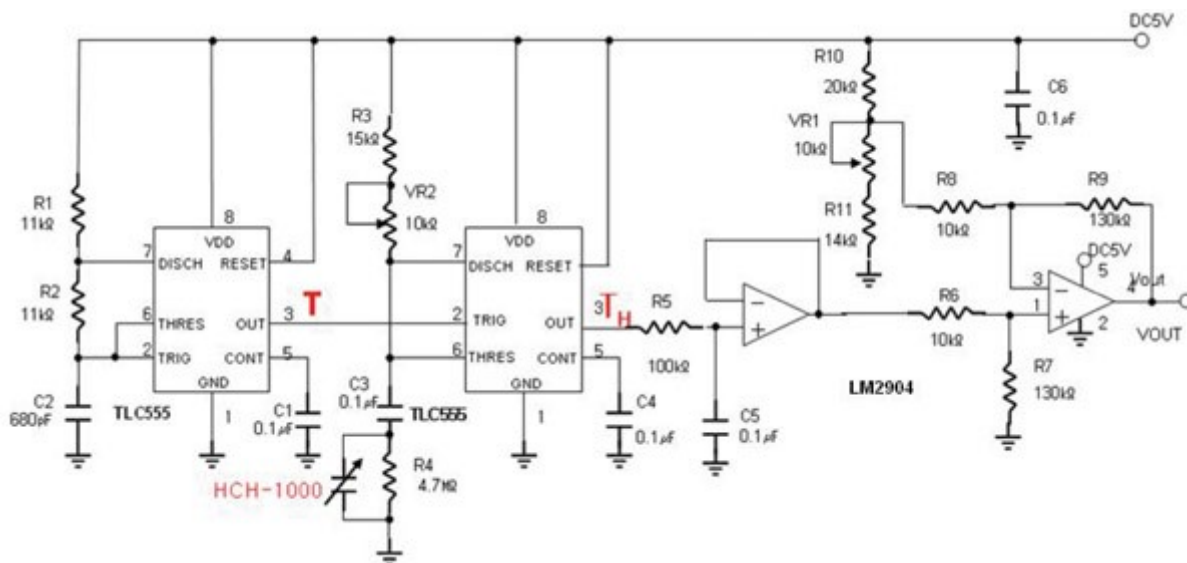 DC5V
R10
20kΩ
C6
0.1μF
R3
15kΩ
VR1
10kΩ
R1
11kΩ
8
VDD
VR2
10kΩ
8
VDD
R8
10kΩ
R9
130kΩ
R11
14kΩ
7
DISCH
RESET
4
7
DISCH
RESET
DC5V
5
R2
11kΩ
6
THRES
OUT
3
T
2
TRIG
OUT
3
TH
R5
100kΩ
R6
10kΩ
3
1
4
Vout
2
VOUT
2
TRIG
CONT
5
6
THRES
CONT
5
GND
1
GND
1
R7
130kΩ
LM2904
C2
680pF
TLC555
C1
0.1μF
C3
0.1μF
TLC555
C4
0.1μF
C5
0.1μF
HCH-1000
R4
4.7MΩ